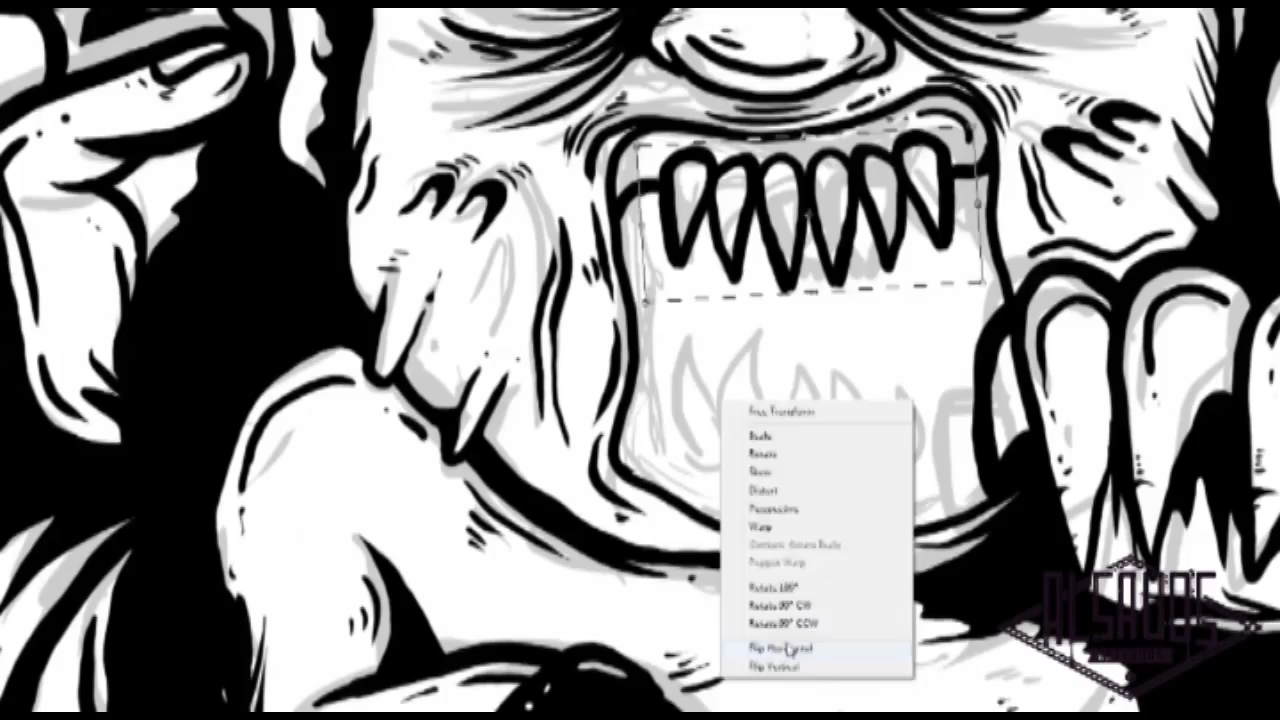 Free Transform
Scale
Rotate
Skew
Distort
Perspective
Warp
Content-Aware Scale
Puppet Warp
Rotate 180°
Rotate 90° CW
Rotate 90° CCW
Flip Horizontal
Flip Vertical